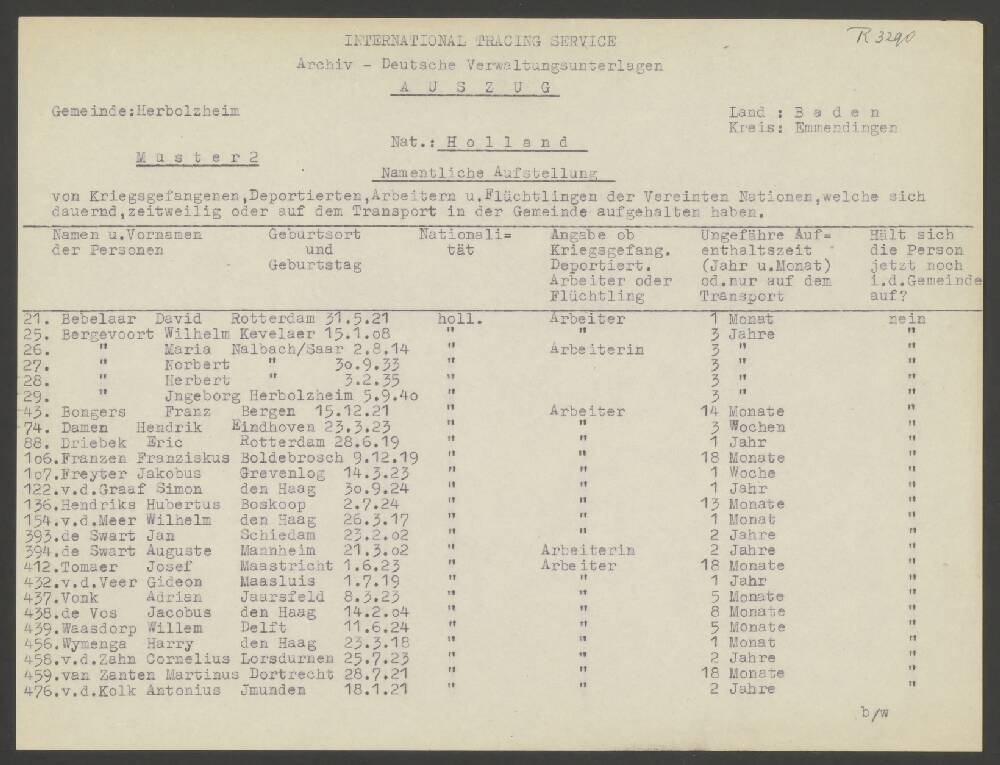 INTERNATIONAL TRACING SERVICE
R 3290
Archiv - Deutsche Verwaltungsunterlagen
A U S Z U G
Gemeinde:Herbolzheim
Land : B a d e n
Kreis: Emmendingen
Nat.: H o l l a n d
M u s t e r 2
Namentliche Aufstellung
von Kriegsgefangenen,Deportierten,Arbeitern u.Flüchtlingen der Vereinten Nationen,welche sich
dauernd,zeitweilig oder auf dem Transport in der Gemeinde aufgehalten haben.
Namen u.Vornamen Geburtsort Nationali= Angabe ob Ungefähre Auf= Hält sich
der Personen und tät Kriegsgefang. enthaltszeit die Person
Geburtstag Deportiert. (Jahr u.Monat) jetzt noch
Arbeiter oder od.nur auf dem i.d.Gemeinde
Flüchtling Transport auf?
21. Bebelaar David Rotterdam 31.5.21 holl. Arbeiter 1 Monat nein
25. Bergevoort Wilhelm Kevelaer 15.1.o8 " " 3 Jahre "
26. " Maria Nalbach/Saar 2.8.14 " Arbeiterin 3 " "
27. " Norbert " 3o.9.33 " 3 " "
28. " Herbert " 3.2.35 " 3 " "
29. " Jngeborg Herbolzheim 5.9.4o " 3 " "
43. Bongers Franz Bergen 15.12.21 " Arbeiter 14 Monate "
74. Damen Hendrik Eindhoven 23.3.23 " " 3 Wochen "
88. Driebek Eric Rotterdam 28.6.19 " " 1 Jahr "
1o6.Franzen Franziskus Boldebrosch 9.12.19 " " 18 Monate "
1o7.Freyter Jakobus Grevenlog 14.3.23 " " 1 Woche "
122.v.d.Graaf Simon den Haag 3o.9.24 " " 1 Jahr "
136.Hendriks Hubertus Boskoop 2.7.24 " " 13 Monate "
154.v.d.Meer Wilhelm den Haag 26.3.17 " " 1 Monat "
393.de Swart Jan Schiedam 23.2.o2 " " 2 Jahre "
394.de Swart Auguste Mannheim 21.3.o2 " Arbeiterin 2 Jahre "
412.Tomaer Josef Maastricht 1.6.23 " Arbeiter 18 Monate "
432.v.d.Veer Gideon Maasluis 1.7.19 " " 1 Jahr "
437.Vonk Adrian Jaarsfeld 8.3.23 " " 5 Monate "
438.de Vos Jacobus den Haag 14.2.o4 " " 8 Monate "
439.Waasdorp Willem Delft 11.6.24 " " 5 Monate "
456.Wymenga Harry den Haag 23.3.18 " " 1 Monat "
458.v.d.Zahn Cornelius Lorsdurnen 25.7.23 " " 2 Jahre "
459.van Zanten Martinus Dortrecht 28.7.21 " " 18 Monate "
476.v.d.Kolk Antonius Jmunden 18.1.21 " " 2 Jahre "
b/w